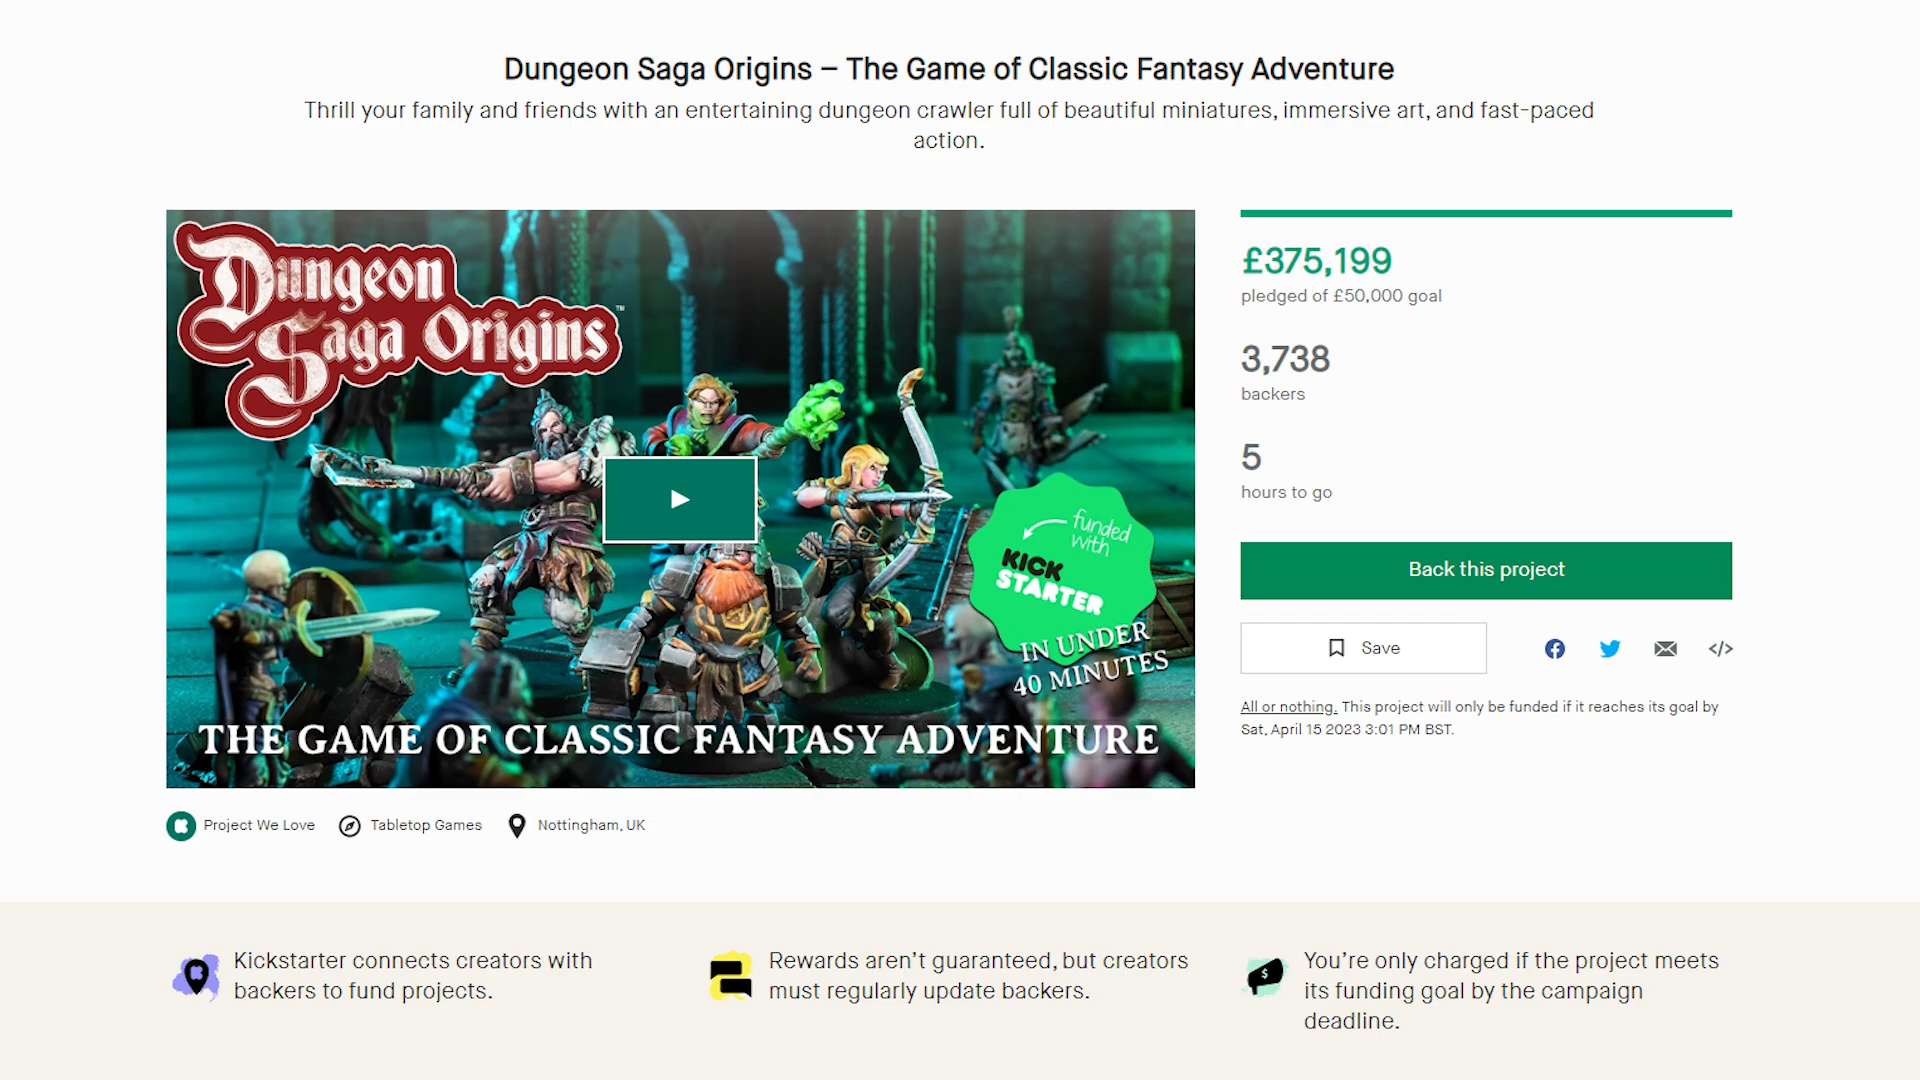 Dungeon Saga Origins – The Game of Classic Fantasy Adventure
Thrill your family and friends with an entertaining dungeon crawler full of beautiful miniatures, immersive art, and fast-paced
action.
Dungeon
Saga Origins™
funded
with
KICK
STARTER
IN UNDER
40 MINUTES
THE GAME OF CLASSIC FANTASY ADVENTURE
£375,199
pledged of £50,000 goal
3,738
backers
5
hours to go
Back this project
Save
</>
All or nothing. This project will only be funded if it reaches its goal by
Sat, April 15 2023 3:01 PM BST.
Project We Love
Tabletop Games
Nottingham, UK
Kickstarter connects creators with
backers to fund projects.
Rewards aren’t guaranteed, but creators
must regularly update backers.
You’re only charged if the project meets
its funding goal by the campaign
deadline.